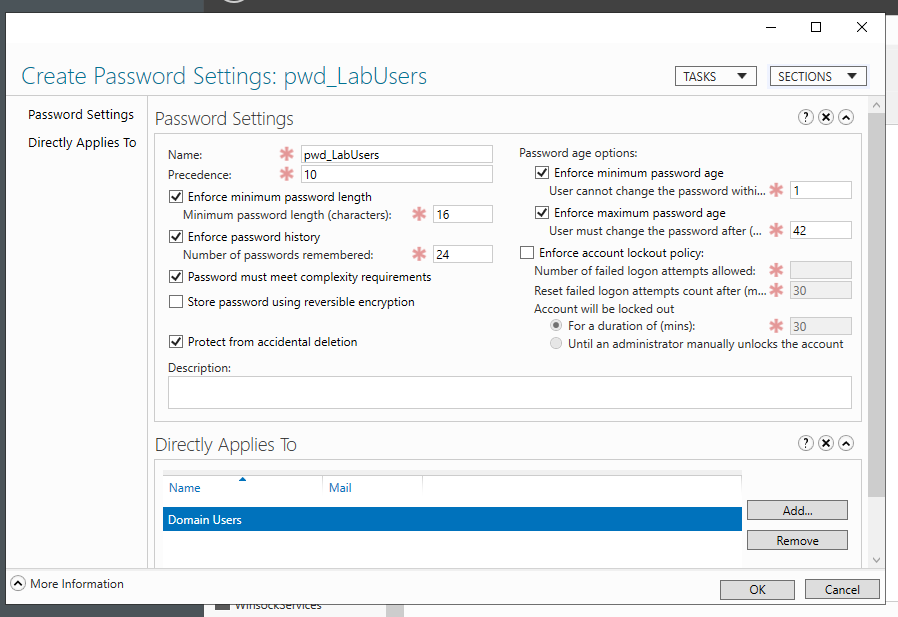 Create Password Settings: pwd_LabUsers
TASKS
SECTIONS
Password Settings
Directly Applies To
Password Settings
Name:
pwd_LabUsers
Precedence:
10
Enforce minimum password length
Minimum password length (characters):
16
Enforce password history
Number of passwords remembered:
24
Password must meet complexity requirements
Store password using reversible encryption
Protect from accidental deletion
Password age options:
Enforce minimum password age
User cannot change the password withi...
1
Enforce maximum password age
User must change the password after (...
42
Enforce account lockout policy:
Number of failed logon attempts allowed:
Reset failed logon attempts count after (m...
30
Account will be locked out
For a duration of (mins):
30
Until an administrator manually unlocks the account
Description:
Directly Applies To
Name
Mail
Domain Users
Add...
Remove
More Information
OK
Cancel
WinsockServices